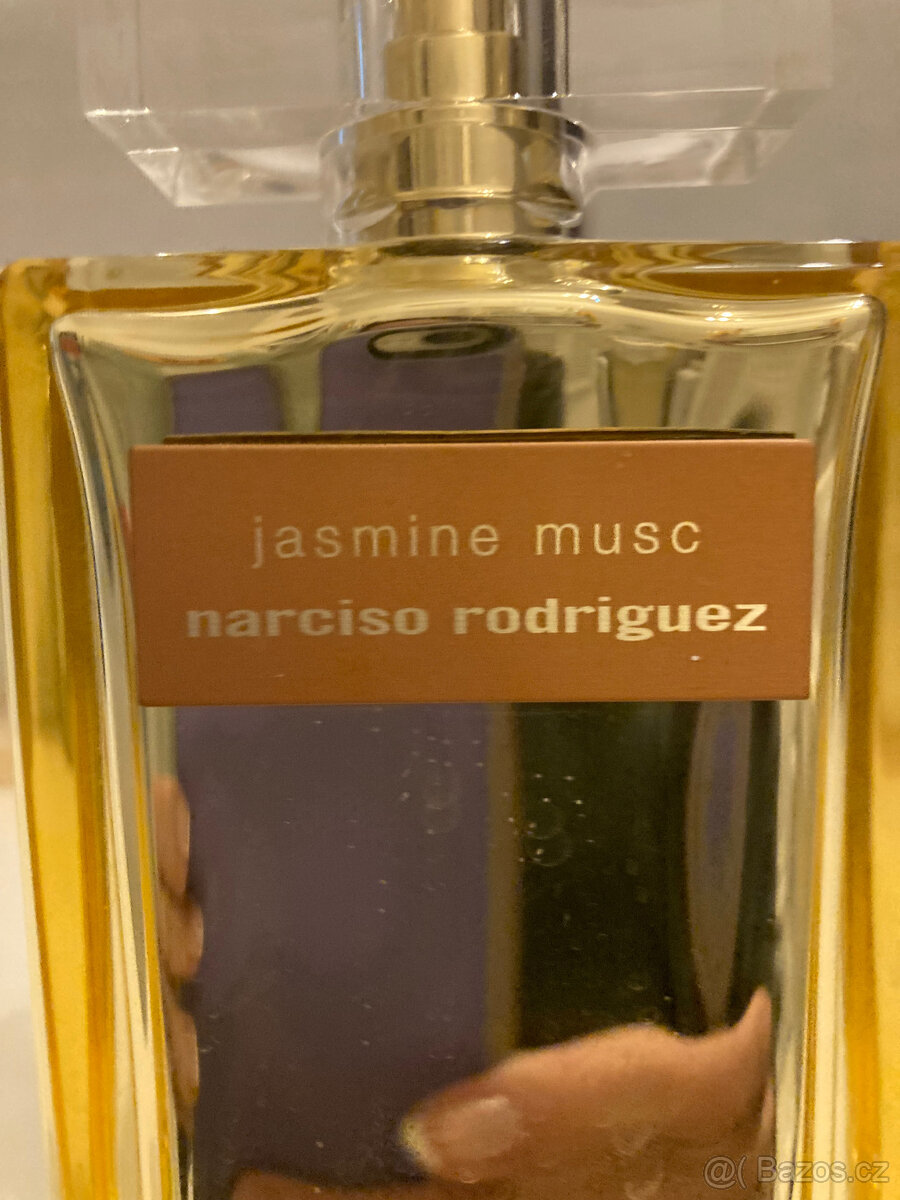 jasmine musc
narciso rodriguez
@( Bazos.cz